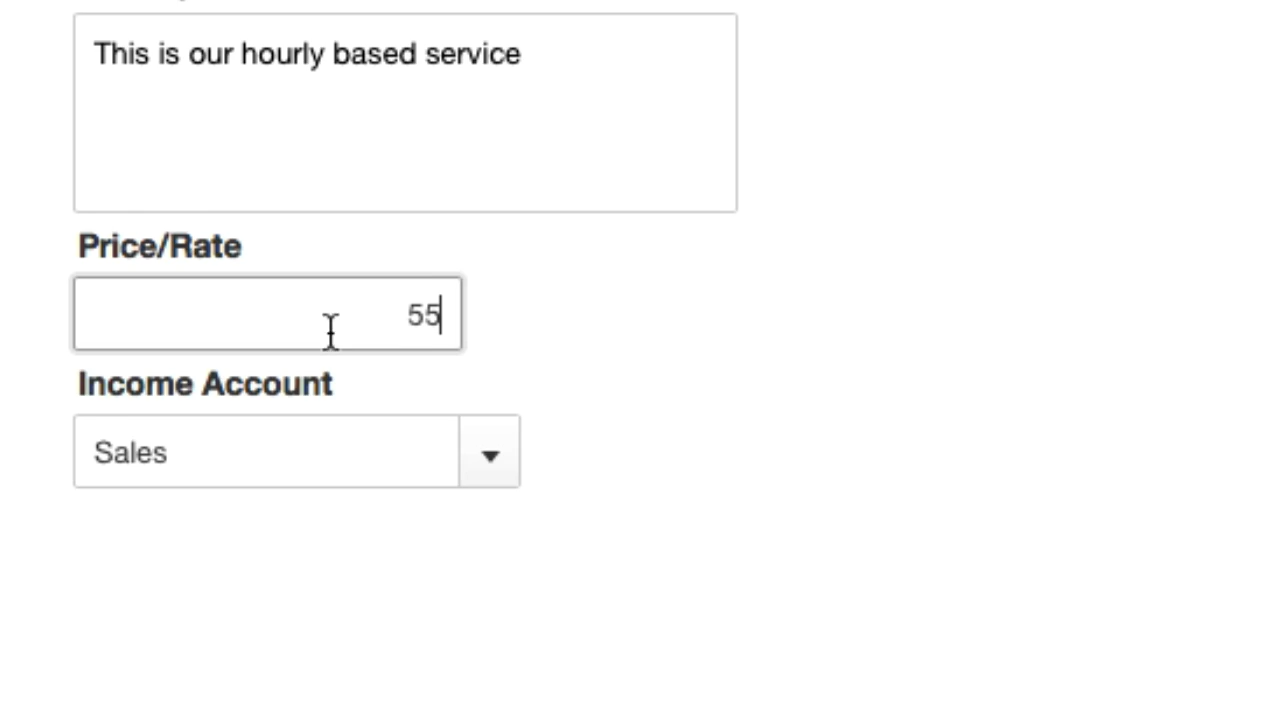 This is our hourly based service
Price/Rate
55
Income Account
Sales